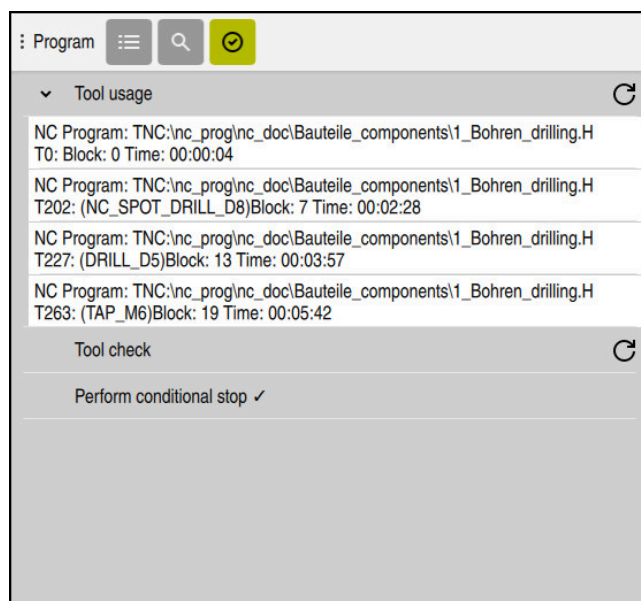 Program
Tool usage
NC Program: TNC:\nc_prog\nc_doc\Bauteile_components\1_Bohren_drilling.H
T0: Block: 0 Time: 00:00:04
NC Program: TNC:\nc_prog\nc_doc\Bauteile_components\1_Bohren_drilling.H
T202: (NC_SPOT_DRILL_D8)Block: 7 Time: 00:02:28
NC Program: TNC:\nc_prog\nc_doc\Bauteile_components\1_Bohren_drilling.H
T227: (DRILL_D5)Block: 13 Time: 00:03:57
NC Program: TNC:\nc_prog\nc_doc\Bauteile_components\1_Bohren_drilling.H
T263: (TAP_M6)Block: 19 Time: 00:05:42
Tool check
Perform conditional stop ✓